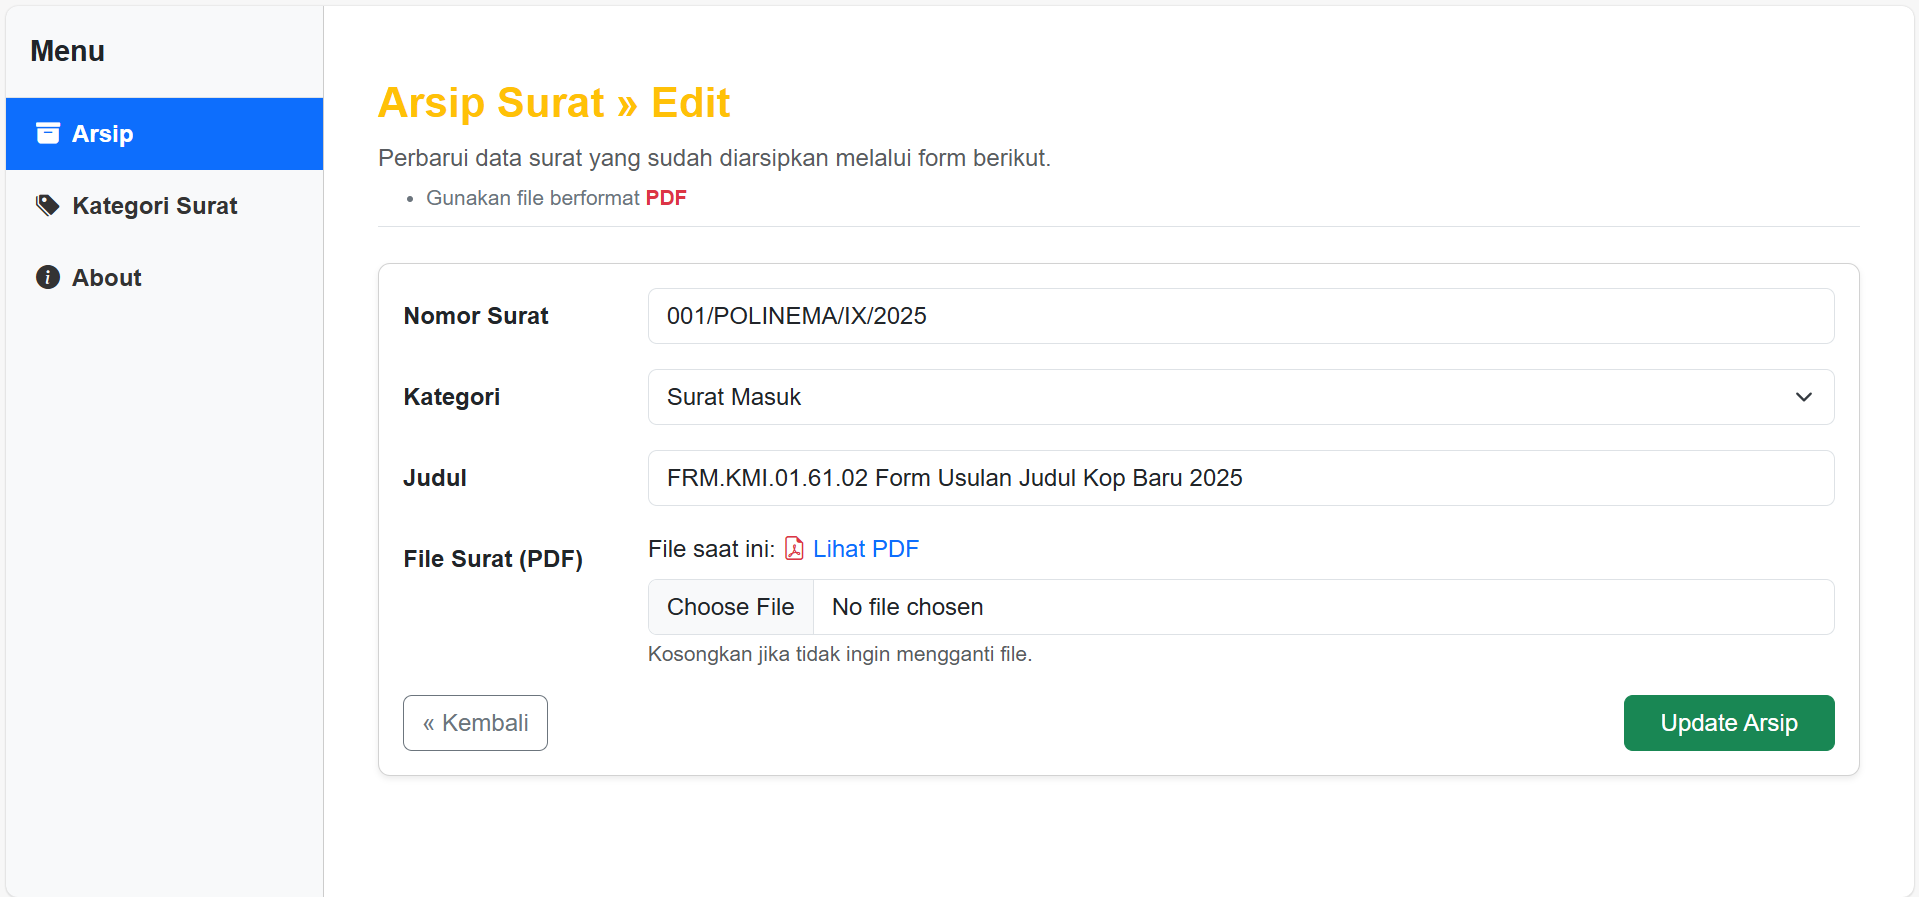 Menu
Arsip
Kategori Surat
About
Arsip Surat » Edit
Perbarui data surat yang sudah diarsipkan melalui form berikut.
• Gunakan file berformat PDF
Nomor Surat
001/POLINEMA/IX/2025
Kategori
Surat Masuk
Judul
FRM.KMI.01.61.02 Form Usulan Judul Kop Baru 2025
File Surat (PDF)
File saat ini: Lihat PDF
Choose File No file chosen
Kosongkan jika tidak ingin mengganti file.
« Kembali
Update Arsip